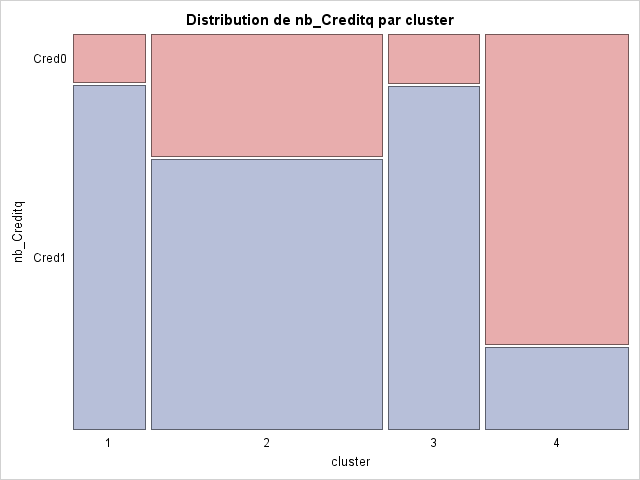 Distribution de nb_Creditq par cluster
Cred0
nb_Creditq
Cred1
1 2 3 4
cluster